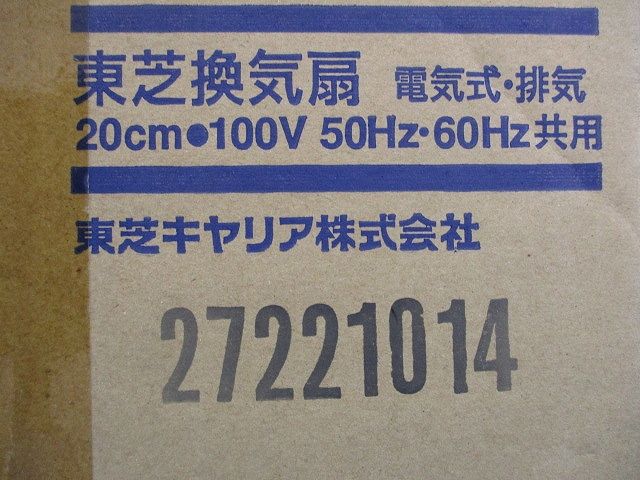 東芝換気扇 電気式・排気
20cm●100V 50Hz・60Hz共用
東芝キヤリア株式会社
27221014